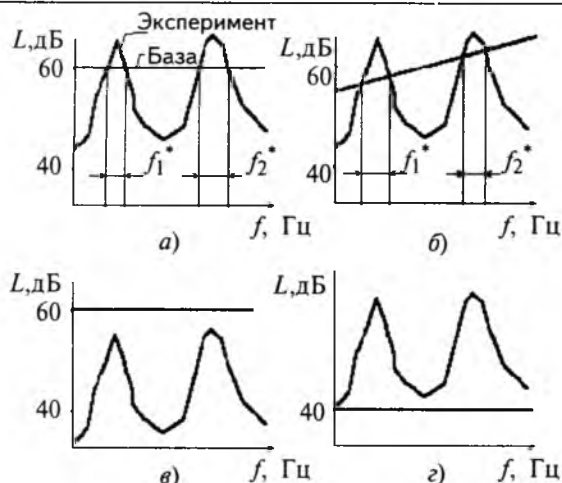 L,дБ
Эксперимент
База
60
40
f₁*
f₂*
f, Гц
а)
L,дБ
60
40
f₁*
f₂*
f, Гц
б)
L,дБ
60
40
f, Гц
в)
L,дБ
40
f, Гц
г)